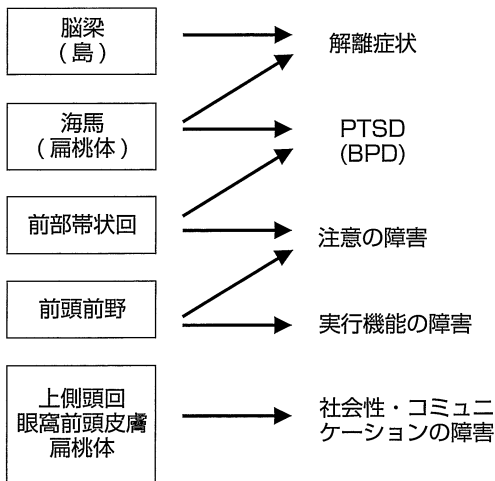 脳梁
（島）
解離症状
海馬
（扁桃体）
PTSD
(BPD)
前部帯状回
注意の障害
前頭前野
実行機能の障害
上側頭回
眼窩前頭皮膚
扁桃体
社会性・コミュニ
ケーションの障害